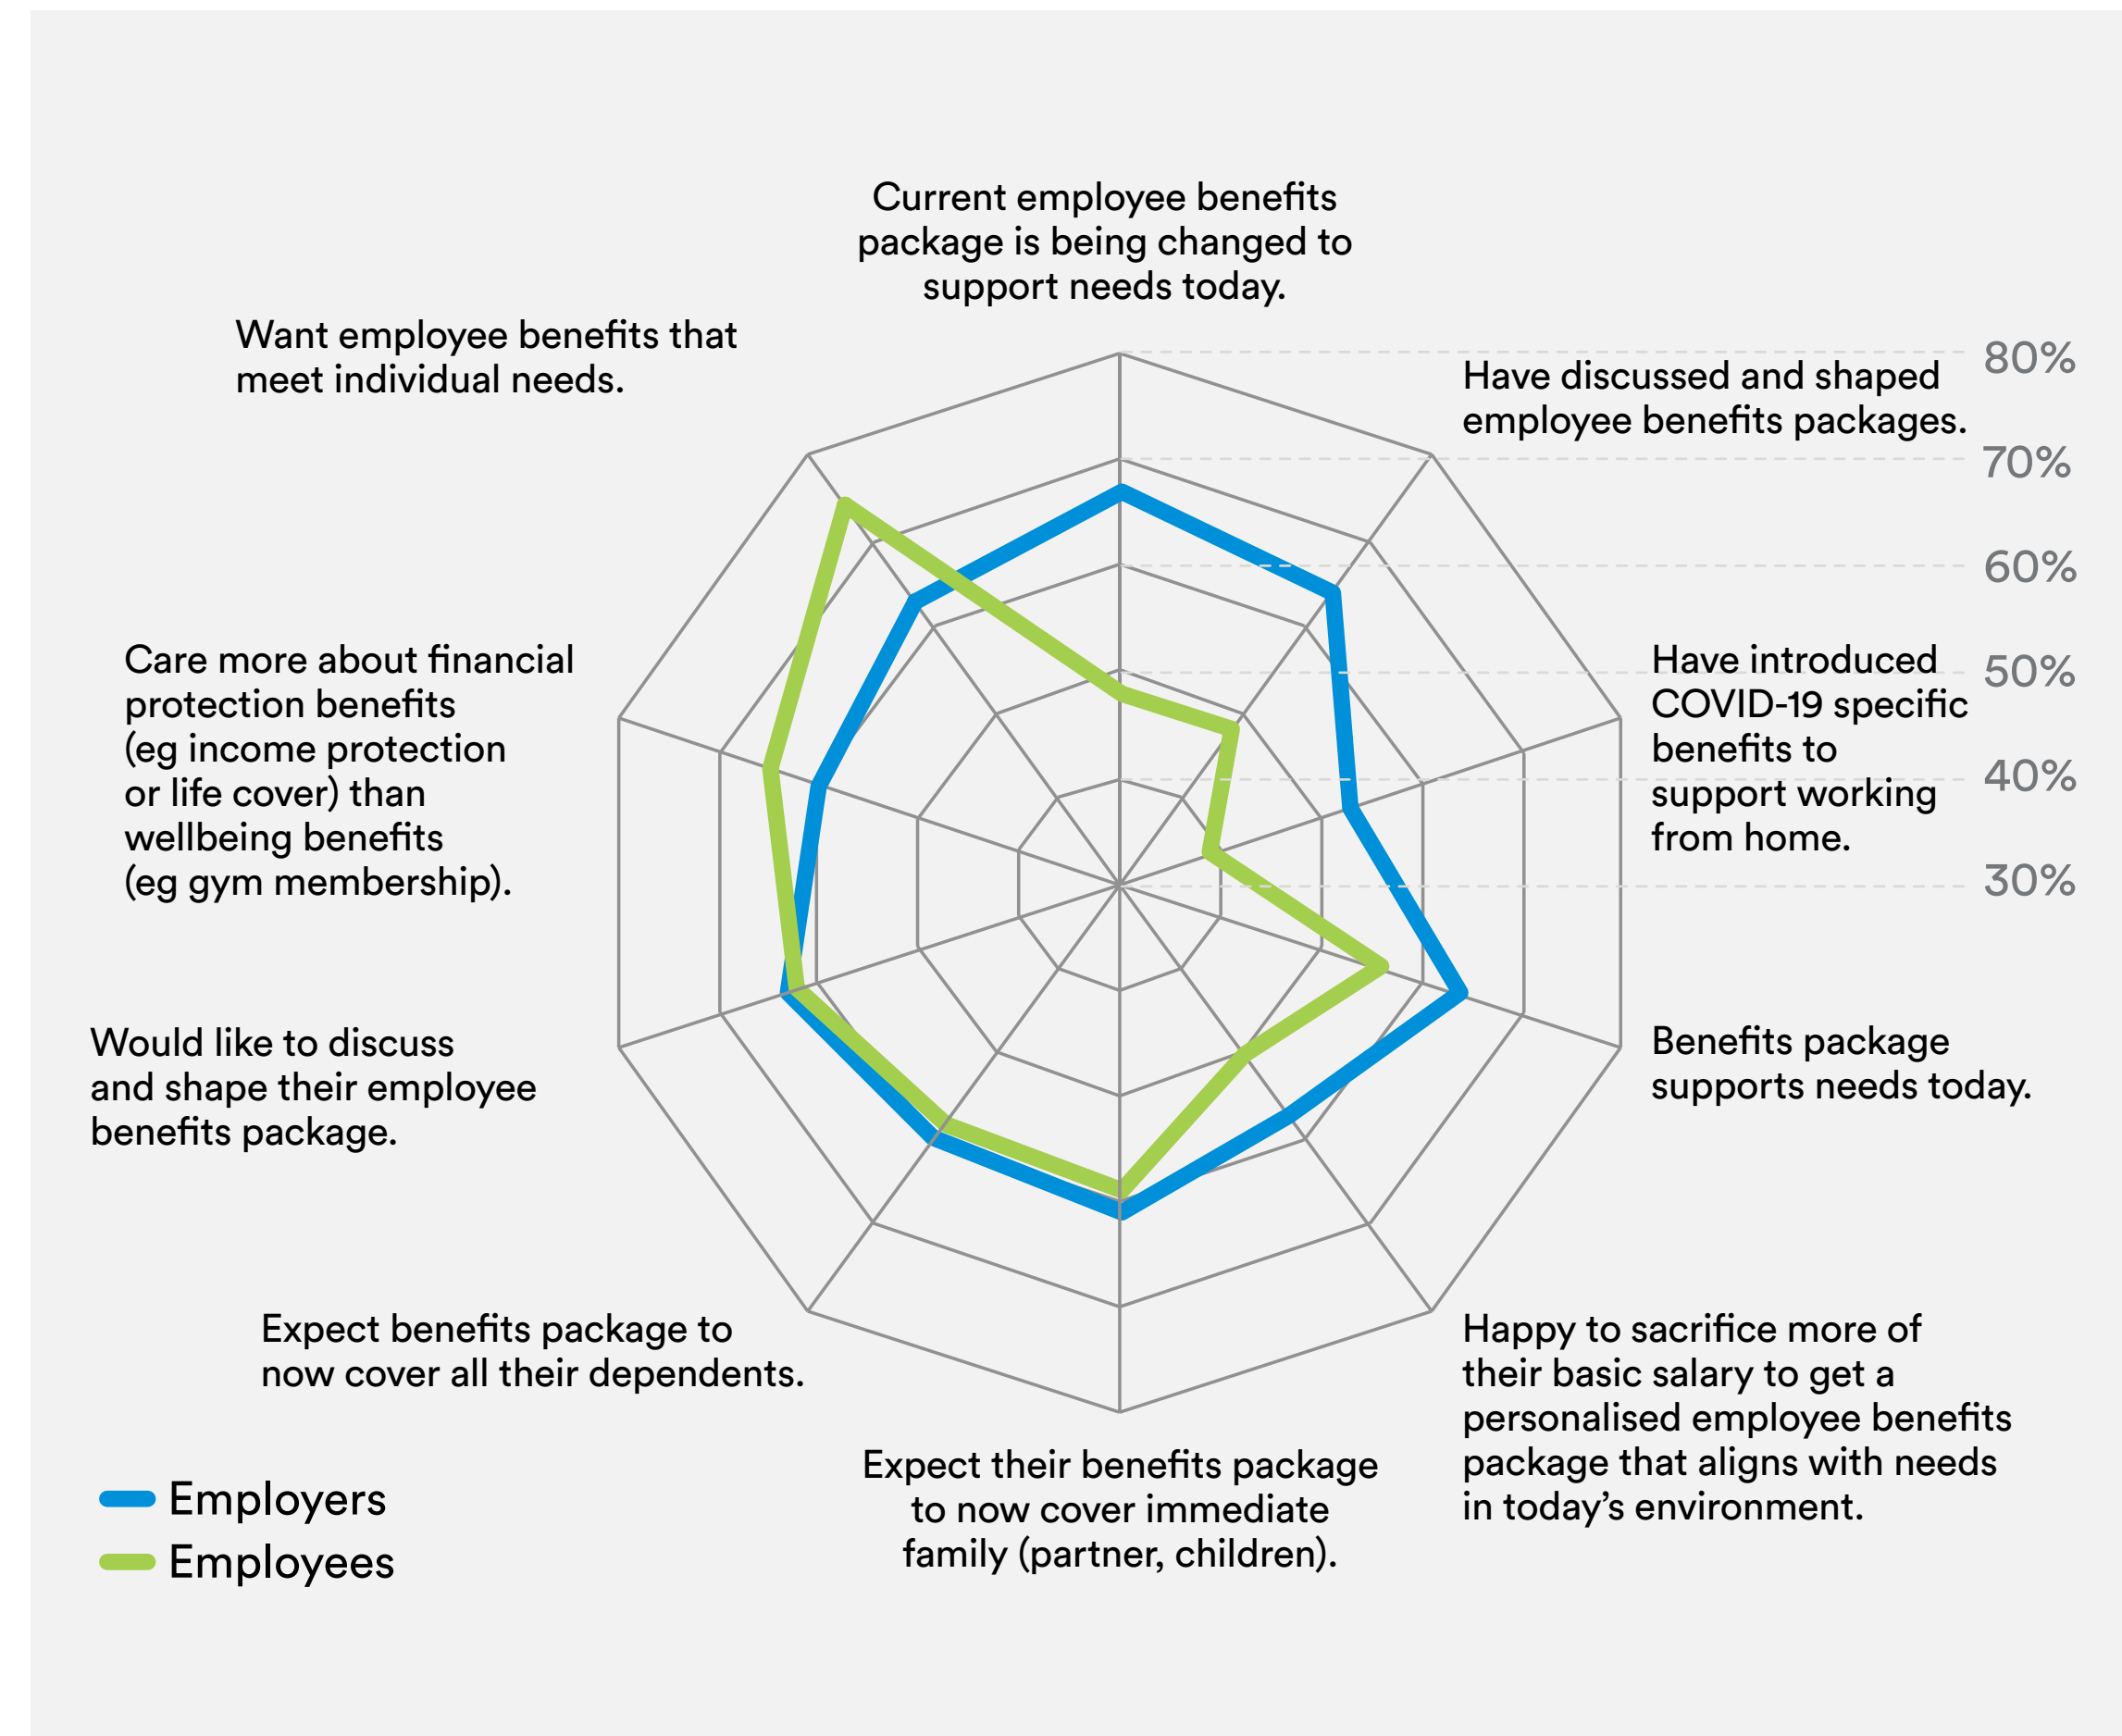 Current employee benefits
package is being changed to
support needs today.
Want employee benefits that
meet individual needs.
Have discussed and shaped
employee benefits packages.
80%
70%
60%
50%
40%
30%
Have introduced
COVID-19 specific
benefits to
support working
from home.
Care more about financial
protection benefits
(eg income protection
or life cover) than
wellbeing benefits
(eg gym membership).
Would like to discuss
and shape their employee
benefits package.
Benefits package
supports needs today.
Expect benefits package to
now cover all their dependents.
Happy to sacrifice more of
their basic salary to get a
personalised employee benefits
package that aligns with needs
in today’s environment.
Expect their benefits package
to now cover immediate
family (partner, children).
Employers
Employees